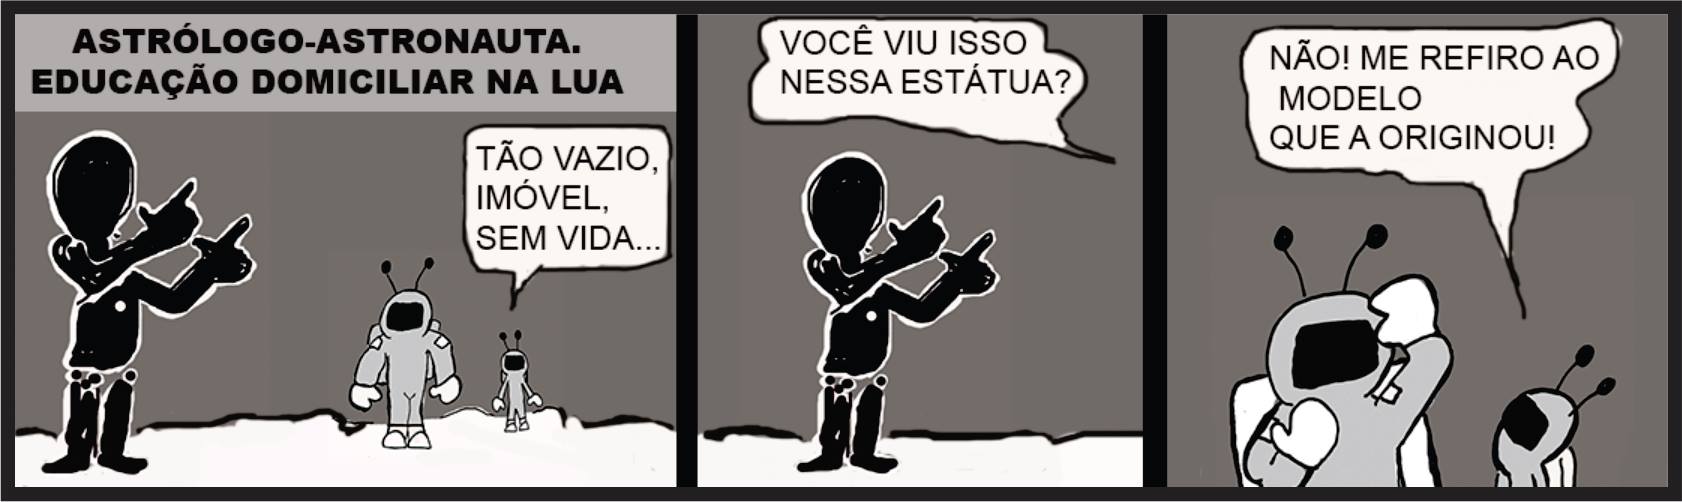 ASTRÓLOGO-ASTRONAUTA.
EDUCAÇÃO DOMICILIAR NA LUA
TÃO VAZIO,
IMÓVEL,
SEM VIDA...
VOCÊ VIU ISSO
NESSA ESTÁTUA?
NÃO! ME REFIRO AO
MODELO
QUE A ORIGINOU!